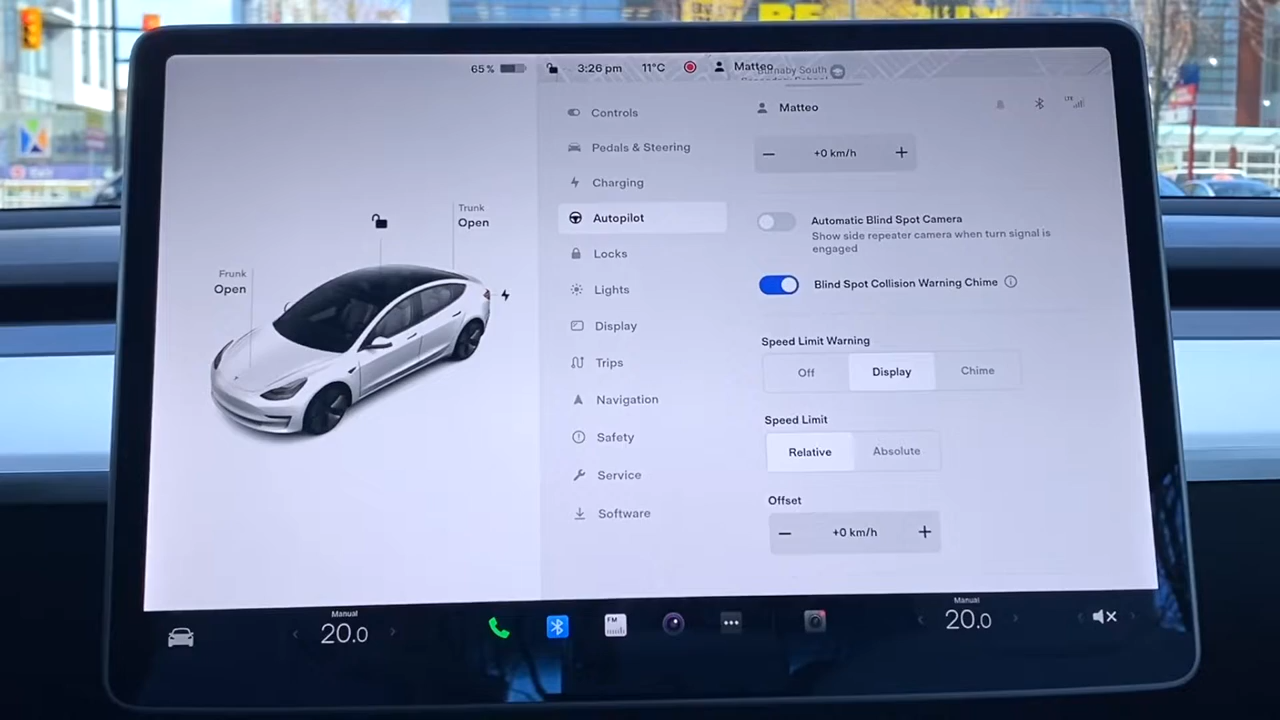 65%
3:26 pm
11°C
Matteo
Burnaby South
Trunk
Open
Frunk
Open
Controls
Pedals & Steering
Charging
Autopilot
Locks
Lights
Display
Trips
Navigation
Safety
Service
Software
Matteo
LTE
– +0 km/h +
Automatic Blind Spot Camera
Show side repeater camera when turn signal is
engaged
Blind Spot Collision Warning Chime
Speed Limit Warning
Off Display Chime
Speed Limit
Relative Absolute
Offset
– +0 km/h +
Manual
20.0
FM
Manual
20.0